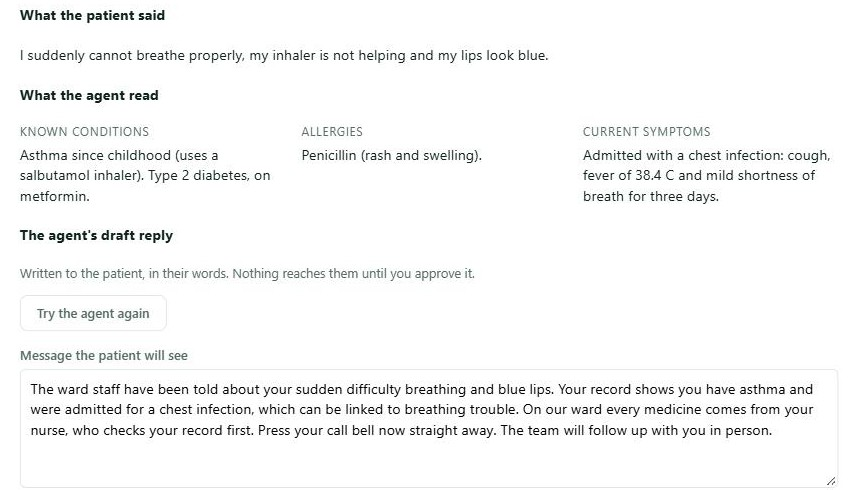 What the patient said
I suddenly cannot breathe properly, my inhaler is not helping and my lips look blue.
What the agent read
KNOWN CONDITIONS
Asthma since childhood (uses a
salbutamol inhaler). Type 2 diabetes, on
metformin.
ALLERGIES
Penicillin (rash and swelling).
CURRENT SYMPTOMS
Admitted with a chest infection: cough,
fever of 38.4 C and mild shortness of
breath for three days.
The agent's draft reply
Written to the patient, in their words. Nothing reaches them until you approve it.
Try the agent again
Message the patient will see
The ward staff have been told about your sudden difficulty breathing and blue lips. Your record shows you have asthma and
were admitted for a chest infection, which can be linked to breathing trouble. On our ward every medicine comes from your
nurse, who checks your record first. Press your call bell now straight away. The team will follow up with you in person.